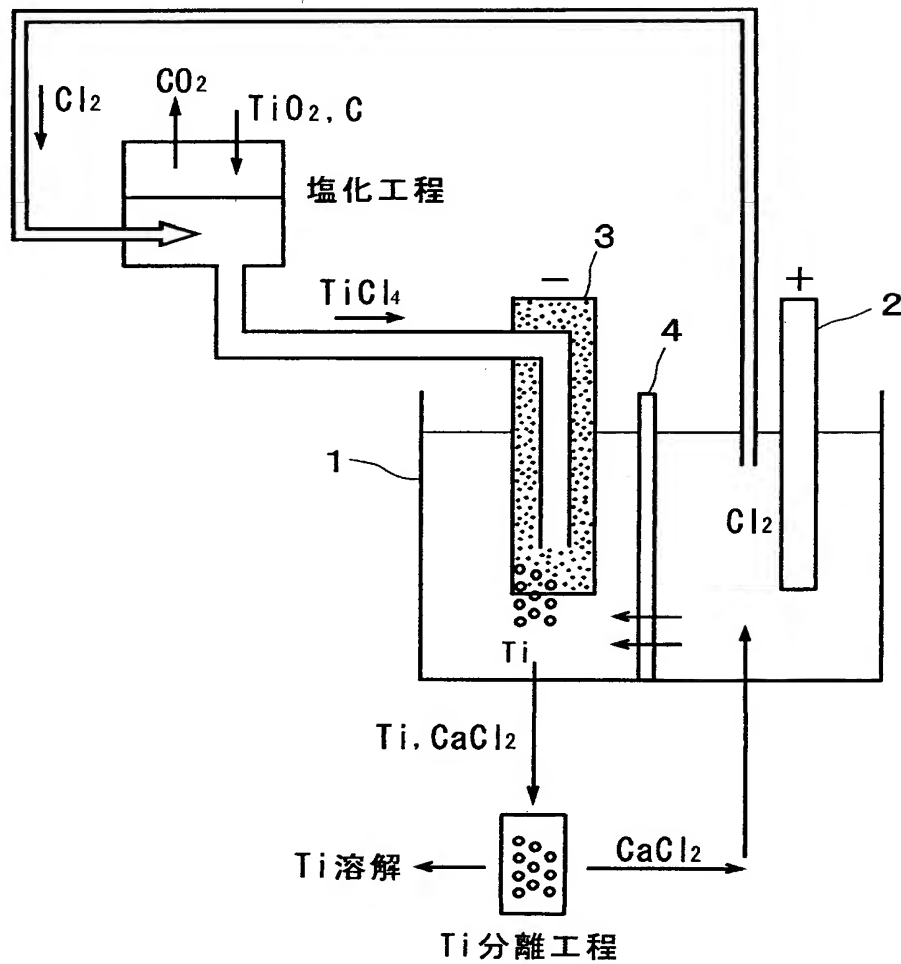 CO₂
Cl₂
TiO₂, C
塩化工程
TiCl₄
−
3
+
2
4
1
Cl₂
Ti
Ti, CaCl₂
CaCl₂
Ti溶解
Ti分離工程